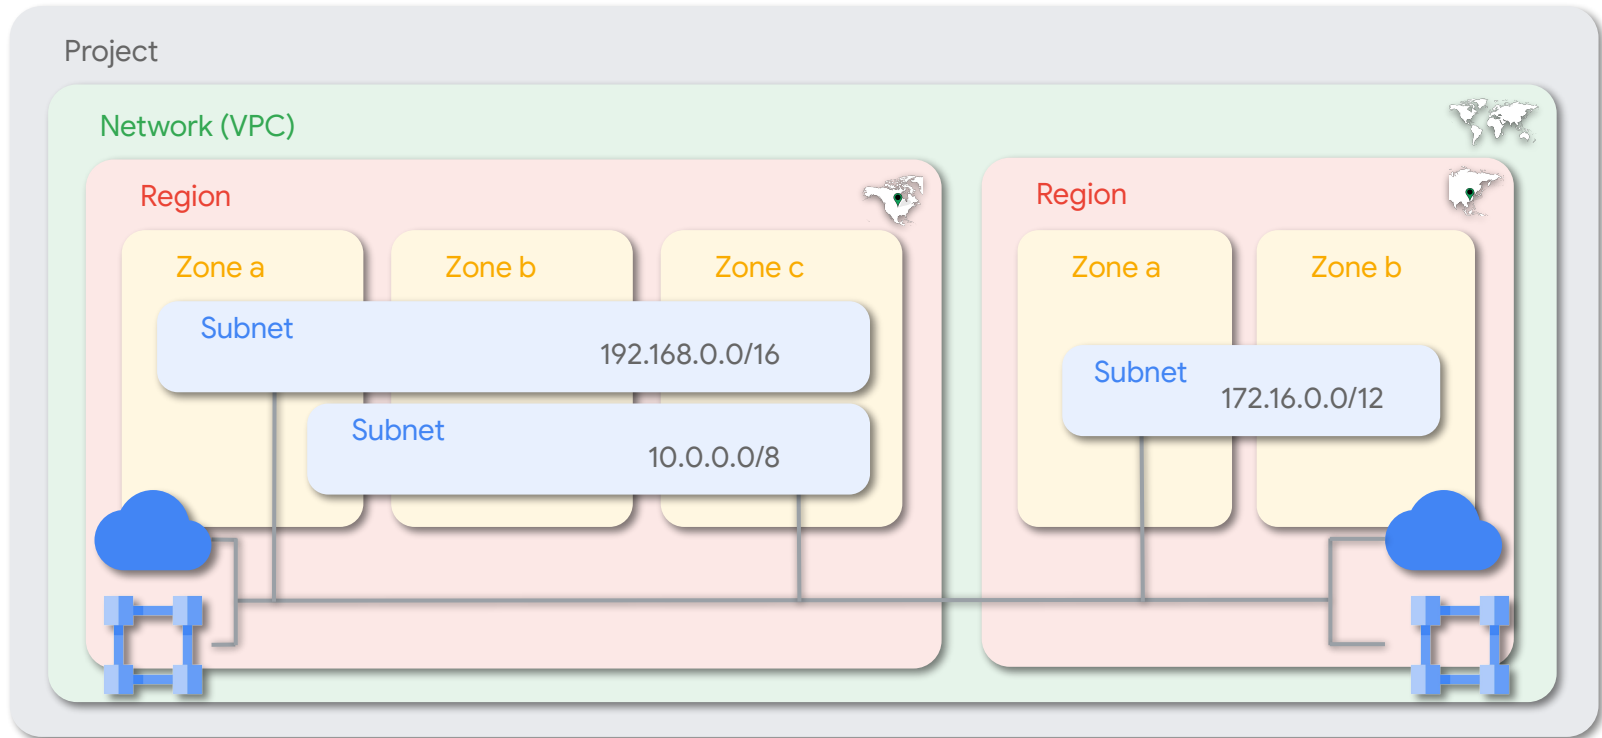 Project
Network (VPC)
Region
Zone a
Zone b
Zone c
Subnet
192.168.0.0/16
Subnet
10.0.0.0/8
Region
Zone a
Zone b
Subnet
172.16.0.0/12